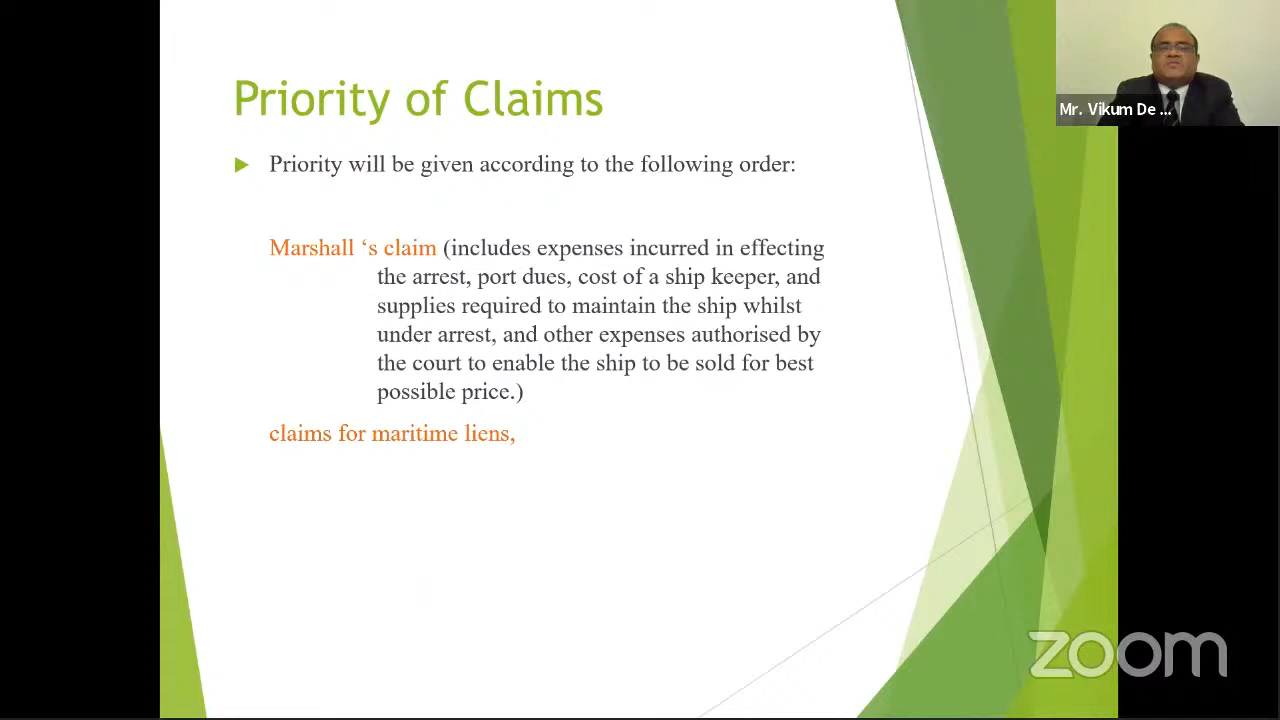 Priority of Claims
Priority will be given according to the following order:
Marshall ‘s claim (includes expenses incurred in effecting
the arrest, port dues, cost of a ship keeper, and
supplies required to maintain the ship whilst
under arrest, and other expenses authorised by
the court to enable the ship to be sold for best
possible price.)
claims for maritime liens,
Mr. Vikum De ...
zoom